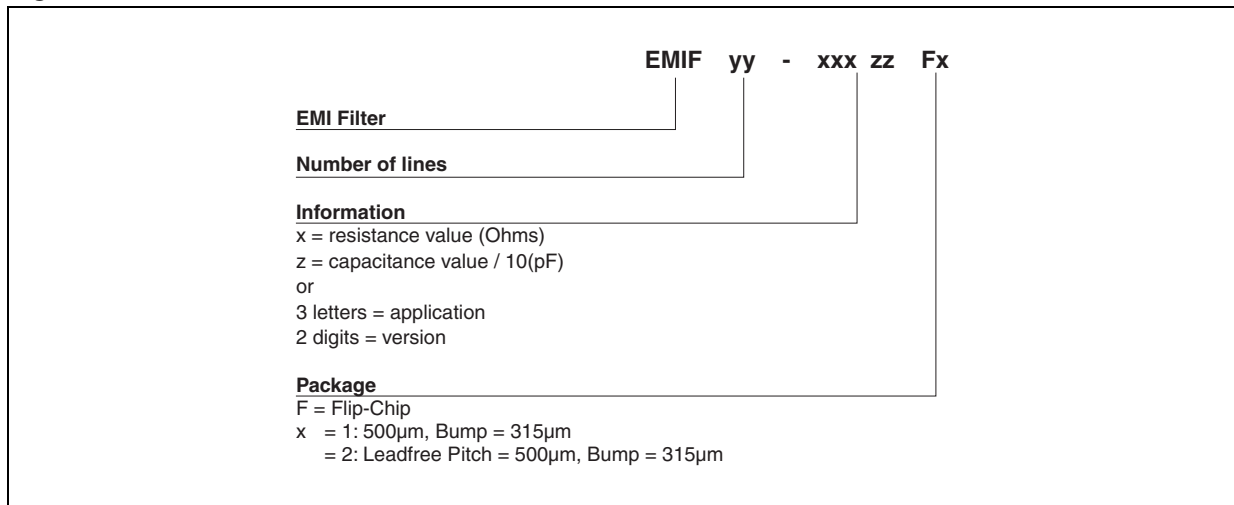 EMIF yy - xxx zz Fx
EMI Filter
Number of lines
Information
x = resistance value (Ohms)
z = capacitance value / 10(pF)
or
3 letters = application
2 digits = version
Package
F = Flip-Chip
x = 1: 500µm, Bump = 315µm
= 2: Leadfree Pitch = 500µm, Bump = 315µm